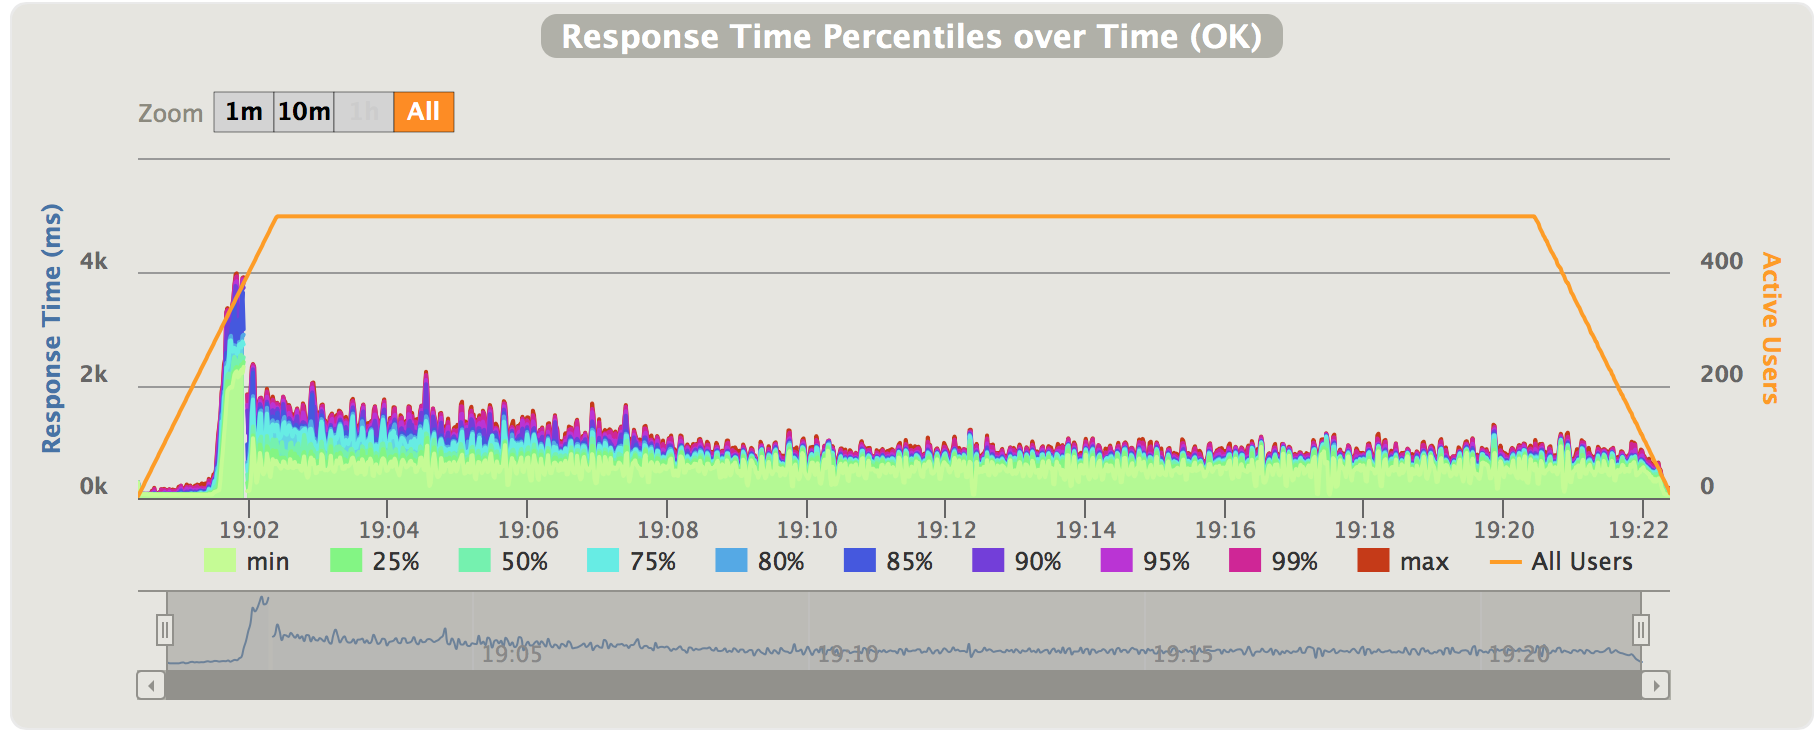 Response Time Percentiles over Time (OK)
Zoom 1m 10m 1h All
Response Time (ms)
4k
2k
0k
400
200
0
Active Users
19:02 19:04 19:06 19:08 19:10 19:12 19:14 19:16 19:18 19:20 19:22
min 25% 50% 75% 80% 85% 90% 95% 99% max All Users
19:05 19:10 19:15 19:20